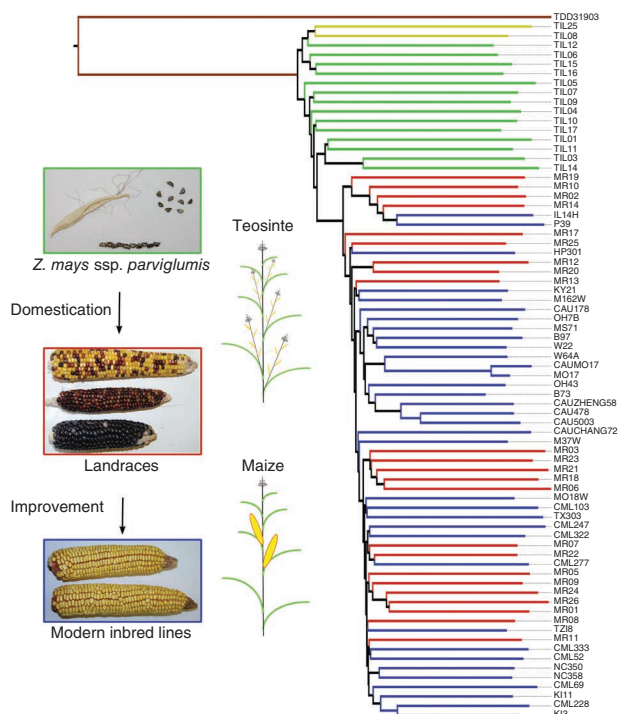 Z. mays ssp. parviglumis
Domestication
Landraces
Improvement
Modern inbred lines
Teosinte
Maize
TDD31903
TIL25
TIL08
TIL12
TIL06
TIL15
TIL16
TIL05
TIL07
TIL09
TIL04
TIL10
TIL17
TIL01
TIL11
TIL03
TIL14
MR19
MR10
MR02
MR14
IL14H
P39
MR17
MR25
HP301
MR12
MR20
MR13
KY21
M162W
CAU178
OH7B
MS71
B97
W22
W64A
CAUMO17
MO17
OH43
B73
CAUZHENG58
CAU478
CAU5003
CAUCHANG72
M37W
MR03
MR23
MR21
MR18
MR06
MO18W
CML103
TX303
CML247
CML322
MR07
MR22
CML277
MR05
MR09
MR24
MR26
MR01
MR08
TZI8
MR11
CML333
CML52
NC350
NC358
CML69
KI11
CML228
KI3